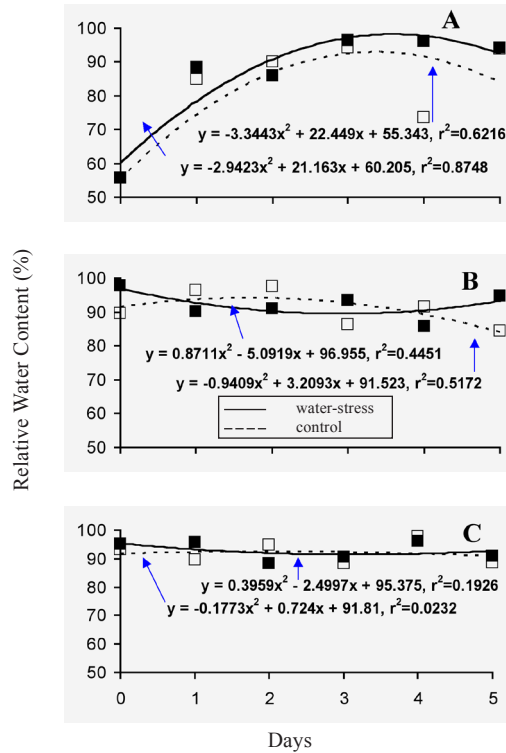 Relative Water Content (%)
A
100
90
80
70
60
50
y = -3.3443x² + 22.449x + 55.343, r²=0.6216
y = -2.9423x² + 21.163x + 60.205, r²=0.8748
B
100
90
80
70
60
50
y = 0.8711x² - 5.0919x + 96.955, r²=0.4451
y = -0.9409x² + 3.2093x + 91.523, r²=0.5172
water-stress
control
C
100
90
80
70
60
50
y = 0.3959x² - 2.4997x + 95.375, r²=0.1926
y = -0.1773x² + 0.724x + 91.81, r²=0.0232
0 1 2 3 4 5
Days